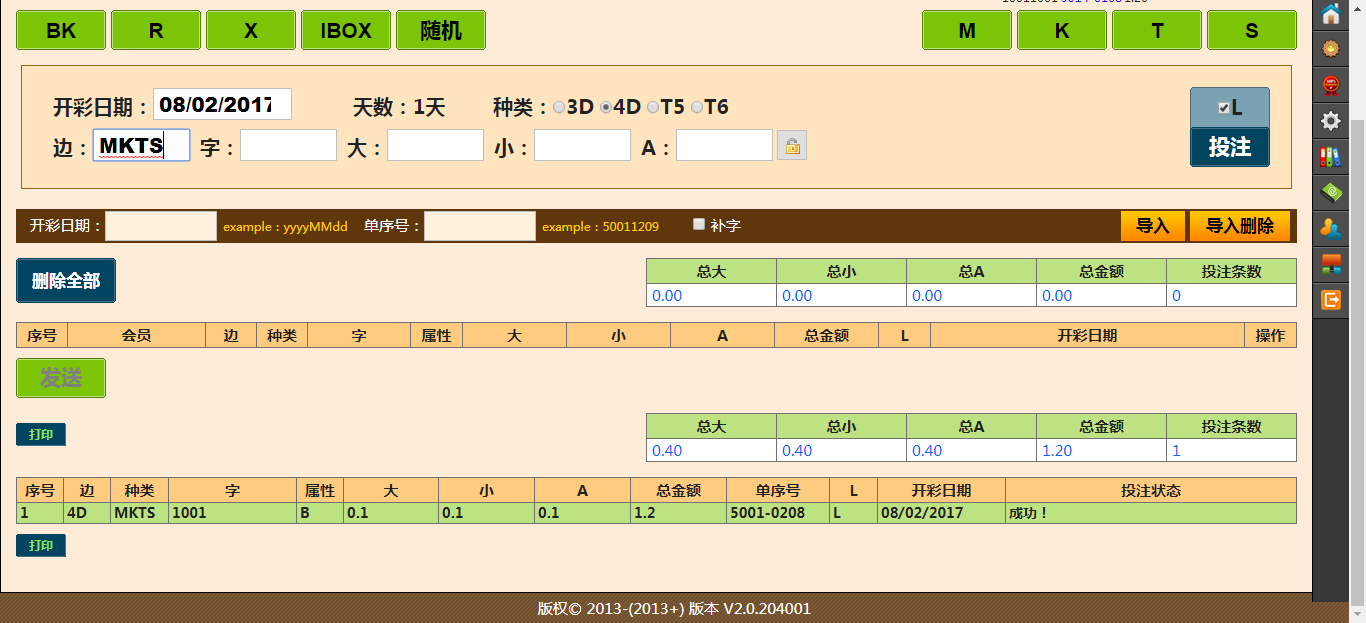 BK R X IBOX 随机 M K T S
开彩日期：08/02/2017 天数：1天 种类：3D 4D T5 T6 L
边：MKTS 字： 大： 小： A： 投注
开彩日期： example : yyyyMMdd 单序号： example : 50011209 补字 导入 导入删除
删除全部
总大 总小 总A 总金额 投注条数
0.00 0.00 0.00 0.00 0
序号 会员 边 种类 字 属性 大 小 A 总金额 L 开彩日期 操作
发送
打印
总大 总小 总A 总金额 投注条数
0.40 0.40 0.40 1.20 1
序号 边 种类 字 属性 大 小 A 总金额 单序号 L 开彩日期 投注状态
1 4D MKTS 1001 B 0.1 0.1 0.1 1.2 5001-0208 L 08/02/2017 成功！
打印
版权© 2013-(2013+) 版本 V2.0.204001